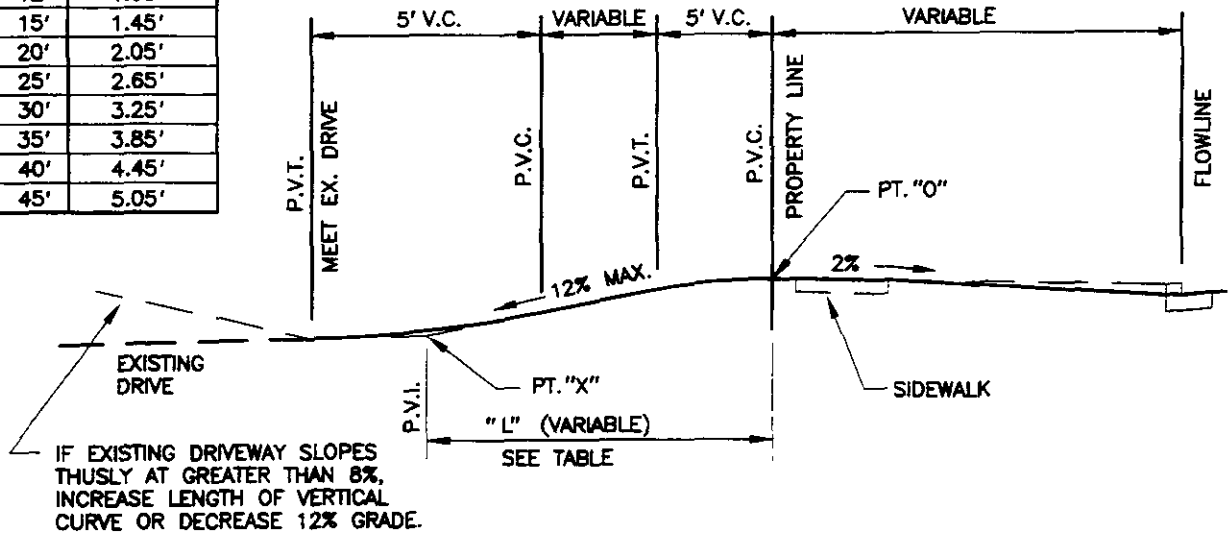 15' 1.45'
20' 2.05'
25' 2.65'
30' 3.25'
35' 3.85'
40' 4.45'
45' 5.05'
5' V.C.
VARIABLE
5' V.C.
VARIABLE
P.V.T.
MEET EX. DRIVE
P.V.C.
P.V.T.
P.V.C.
PROPERTY LINE
FLOWLINE
PT. "O"
12% MAX.
2%
EXISTING
DRIVE
P.V.I.
PT. "X"
SIDEWALK
"L" (VARIABLE)
SEE TABLE
IF EXISTING DRIVEWAY SLOPES
THUSLY AT GREATER THAN 8%,
INCREASE LENGTH OF VERTICAL
CURVE OR DECREASE 12% GRADE.